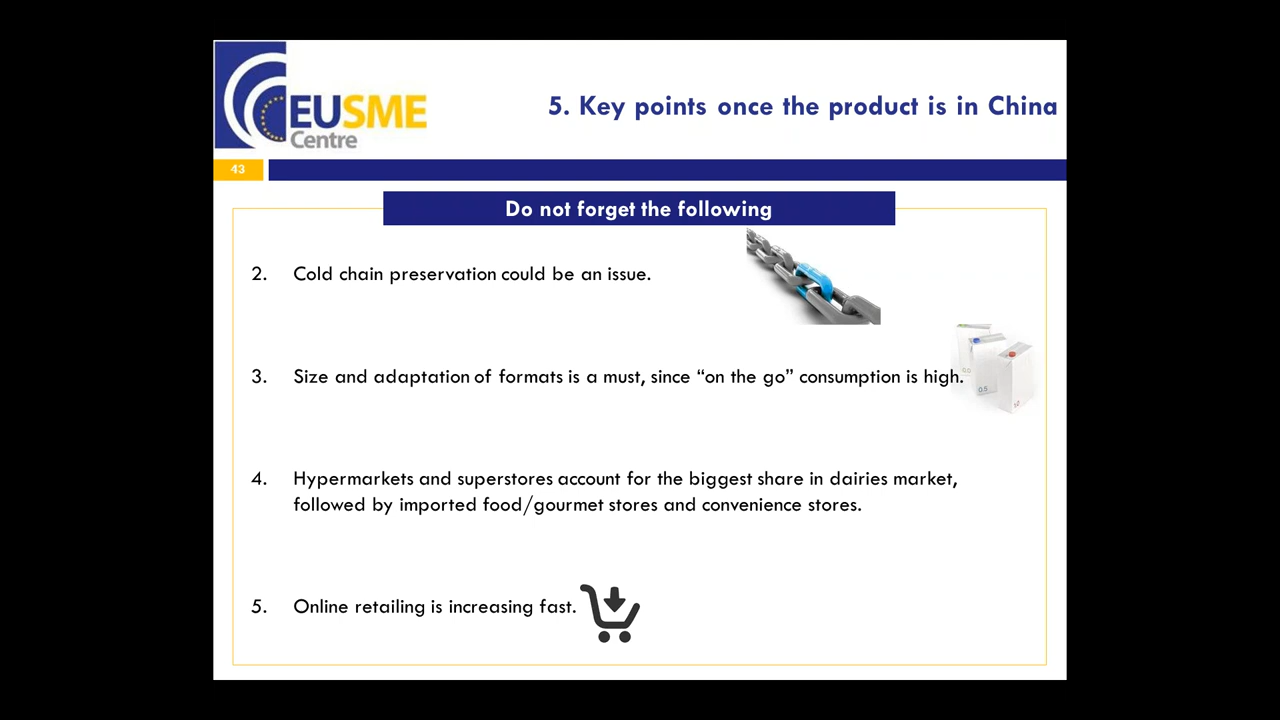 EUSME
Centre
5. Key points once the product is in China
43
Do not forget the following
2. Cold chain preservation could be an issue.
3. Size and adaptation of formats is a must, since “on the go” consumption is high.
0.5
4. Hypermarkets and superstores account for the biggest share in dairies market,
followed by imported food/gourmet stores and convenience stores.
5. Online retailing is increasing fast.